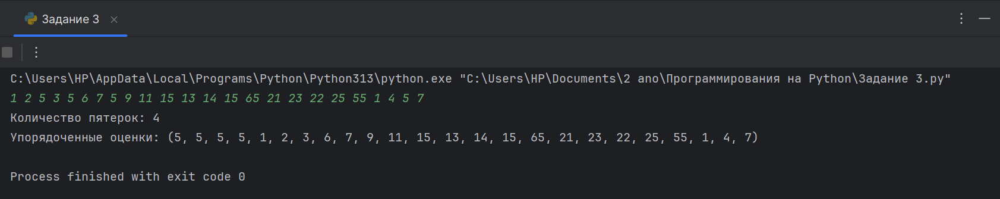 Задание 3
C:\Users\HP\AppData\Local\Programs\Python\Python313\python.exe "C:\Users\HP\Documents\2 ano\Программирования на Python\Задание 3.py"
1 2 5 3 5 6 7 5 9 11 15 13 14 15 65 21 23 22 25 55 1 4 5 7
Количество пятерок: 4
Упорядоченные оценки: (5, 5, 5, 5, 1, 2, 3, 6, 7, 9, 11, 15, 13, 14, 15, 65, 21, 23, 22, 25, 55, 1, 4, 7)
Process finished with exit code 0